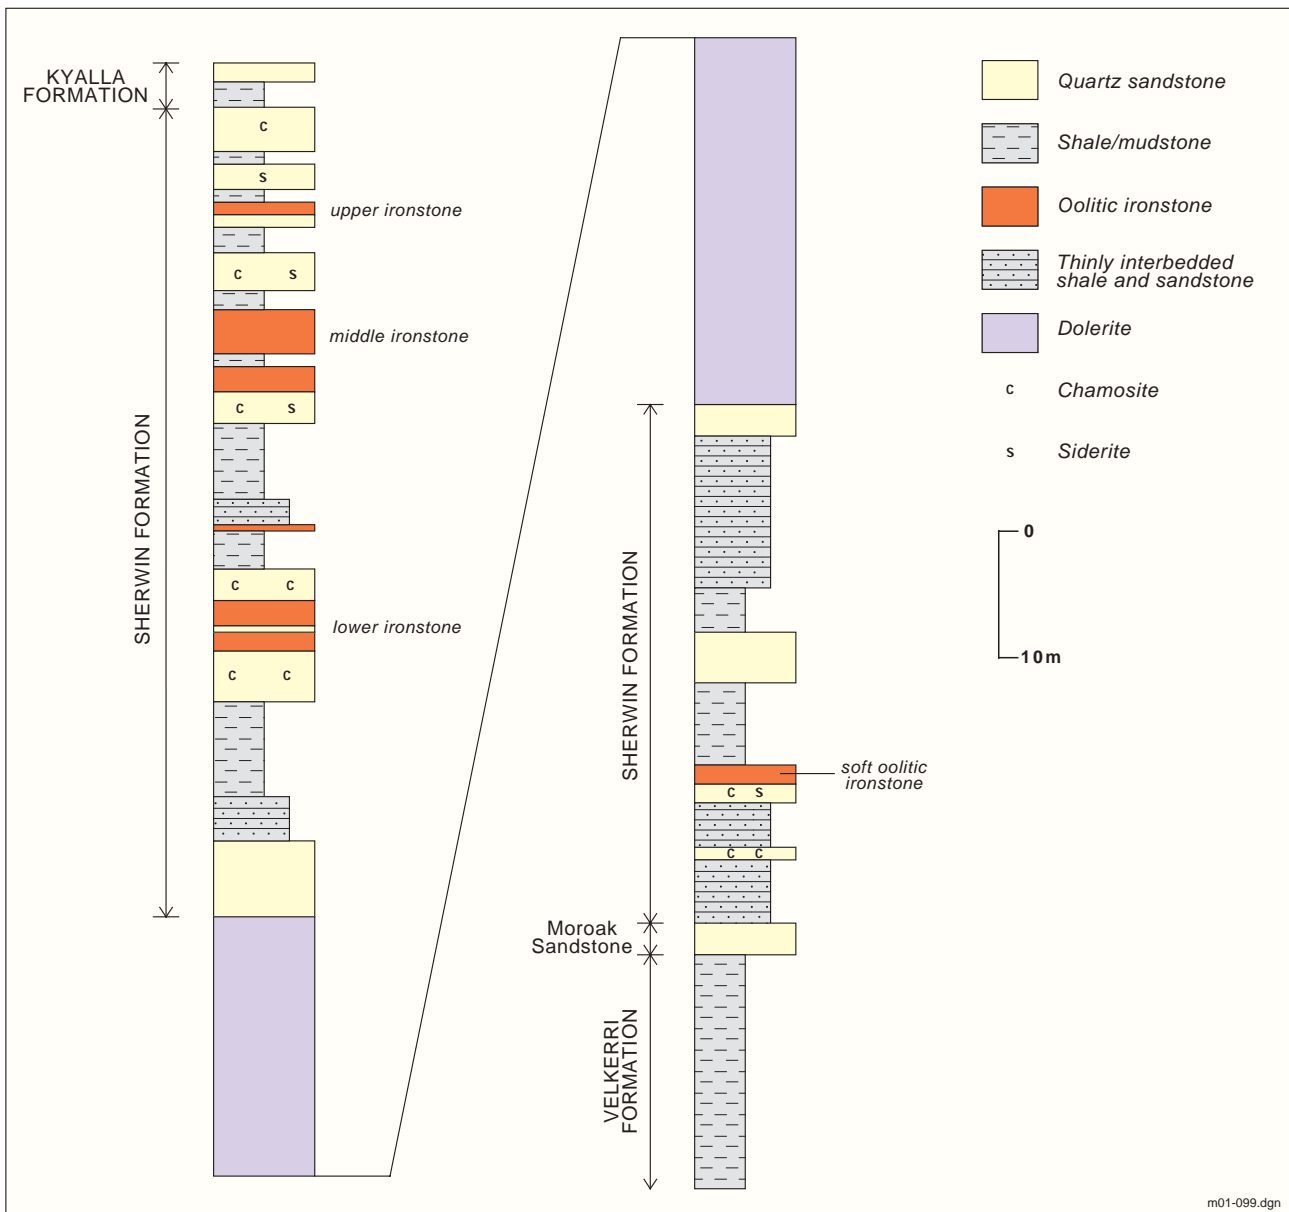 KYALLA
FORMATION
C
S
upper ironstone
C S
middle ironstone
C S
SHERWIN FORMATION
C C
lower ironstone
C C
SHERWIN FORMATION
soft oolitic
ironstone
C S
C C
Moroak
Sandstone
VELKERRI
FORMATION
Quartz sandstone
Shale/mudstone
Oolitic ironstone
Thinly interbedded
shale and sandstone
Dolerite
C Chamosite
S Siderite
0
10m
m01-099.dgn